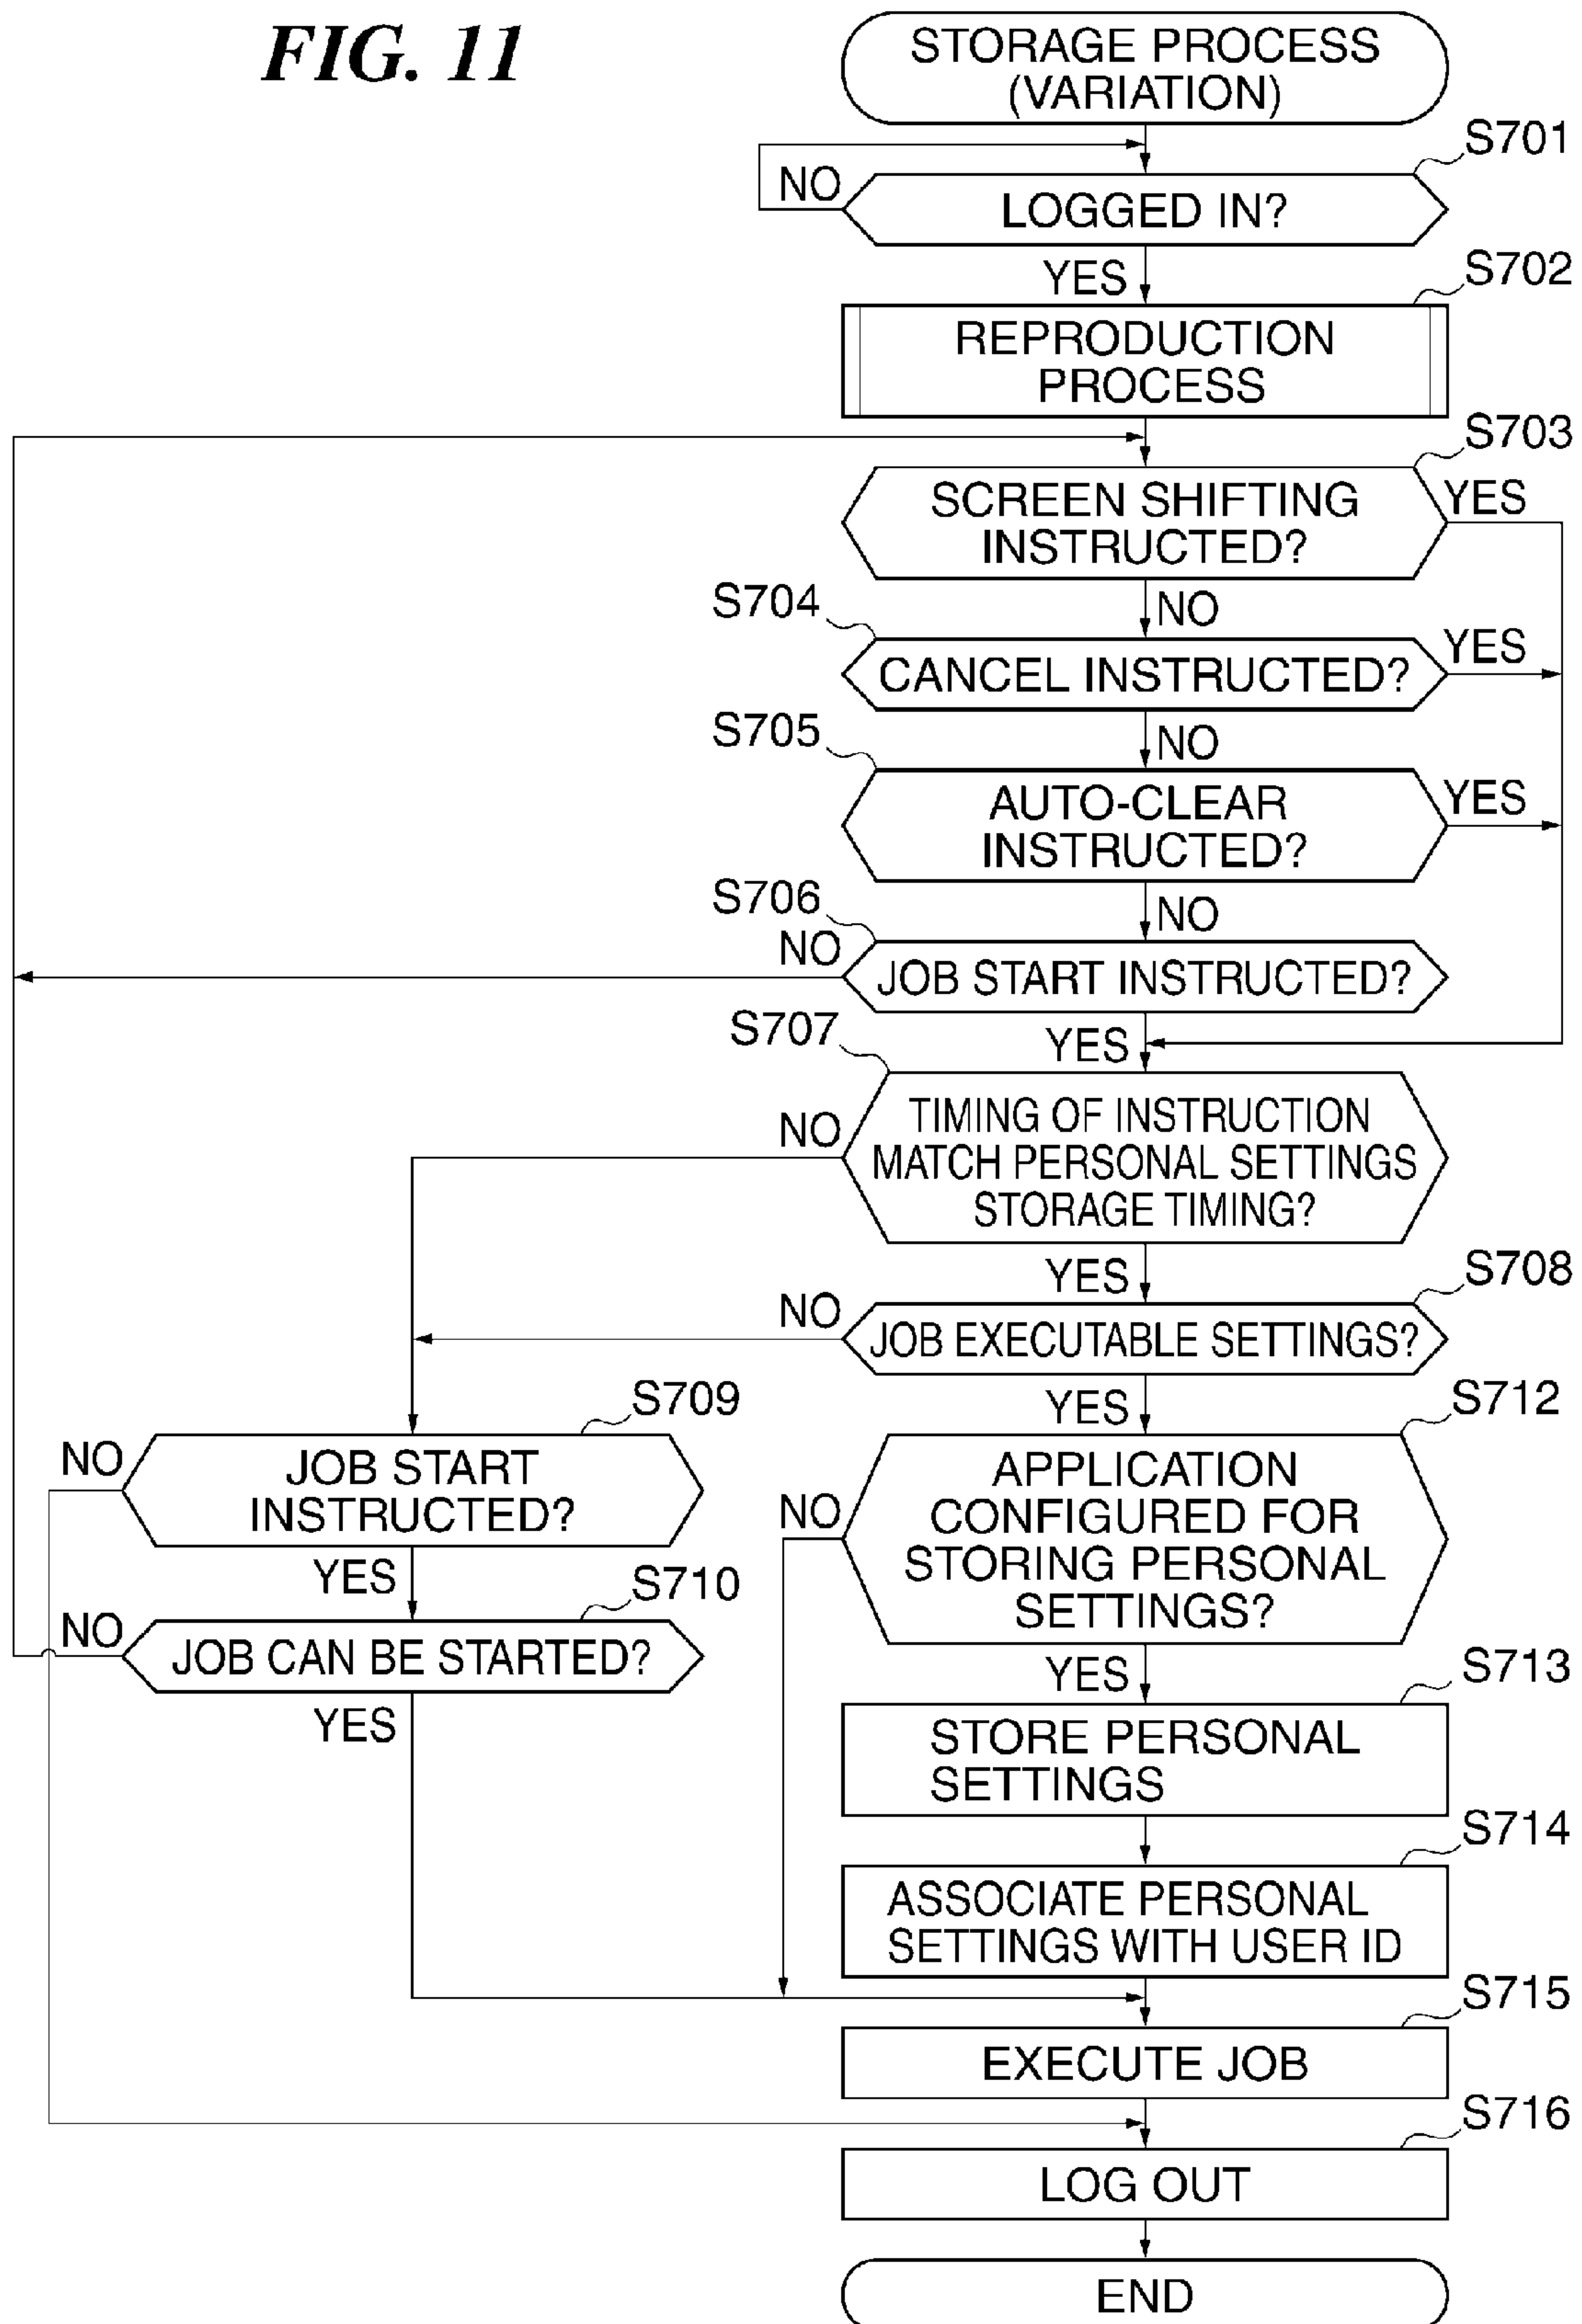 FIG. 11
STORAGE PROCESS
(VARIATION)
S701
NO
LOGGED IN?
YES
S702
REPRODUCTION
PROCESS
S703
SCREEN SHIFTING
INSTRUCTED?
YES
S704
NO
CANCEL INSTRUCTED?
YES
S705
NO
AUTO-CLEAR
INSTRUCTED?
YES
S706
NO
NO
JOB START INSTRUCTED?
S707
YES
NO
TIMING OF INSTRUCTION
MATCH PERSONAL SETTINGS
STORAGE TIMING?
YES
S708
NO
JOB EXECUTABLE SETTINGS?
YES
S709
S712
NO
JOB START
INSTRUCTED?
NO
APPLICATION
CONFIGURED FOR
STORING PERSONAL
SETTINGS?
YES
S710
NO
JOB CAN BE STARTED?
YES
YES
S713
STORE PERSONAL
SETTINGS
S714
ASSOCIATE PERSONAL
SETTINGS WITH USER ID
S715
EXECUTE JOB
S716
LOG OUT
END